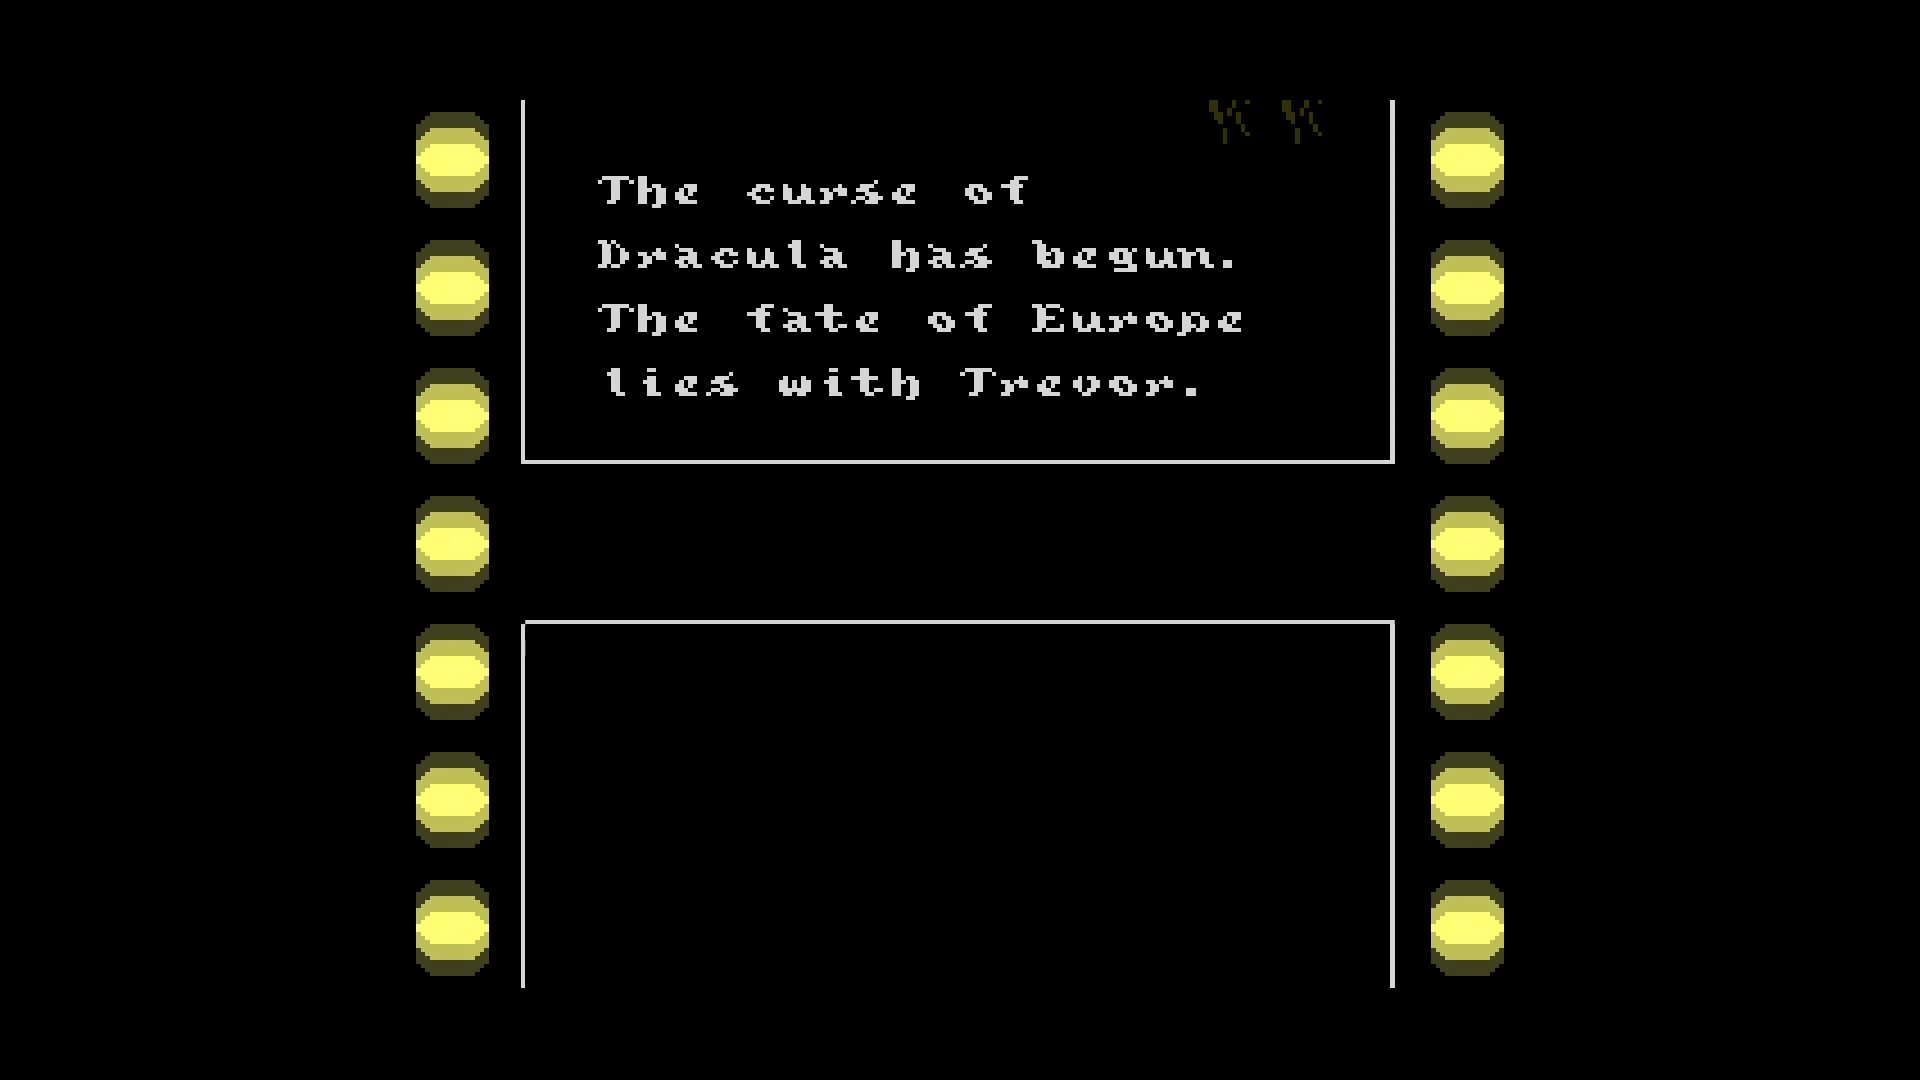 The curse of
Dracula has begun.
The fate of Europe
lies with Trevor.